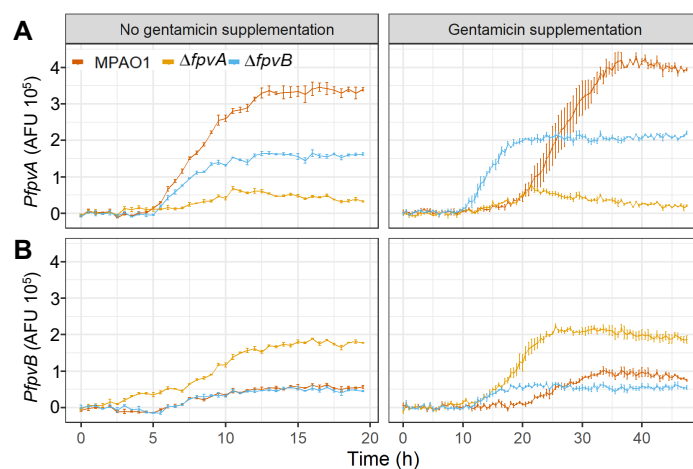 A
No gentamicin supplementation
Gentamicin supplementation
MPAO1 ΔfpvA ΔfpvB
PfpvA (AFU 10⁵)
4
3
2
1
0
B
PfpvB (AFU 10⁵)
4
3
2
1
0
0 5 10 15 20
0 10 20 30 40
Time (h)